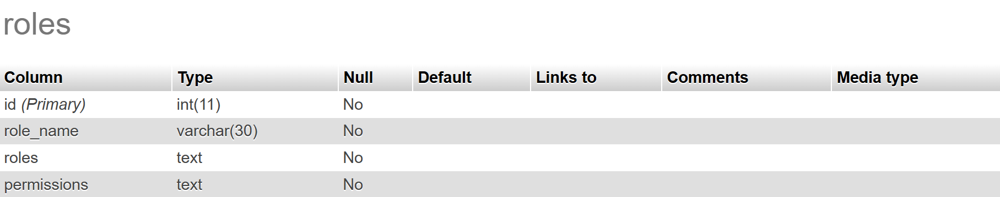 roles
Column Type Null Default Links to Comments Media type
id (Primary) int(11) No
role_name varchar(30) No
roles text No
permissions text No